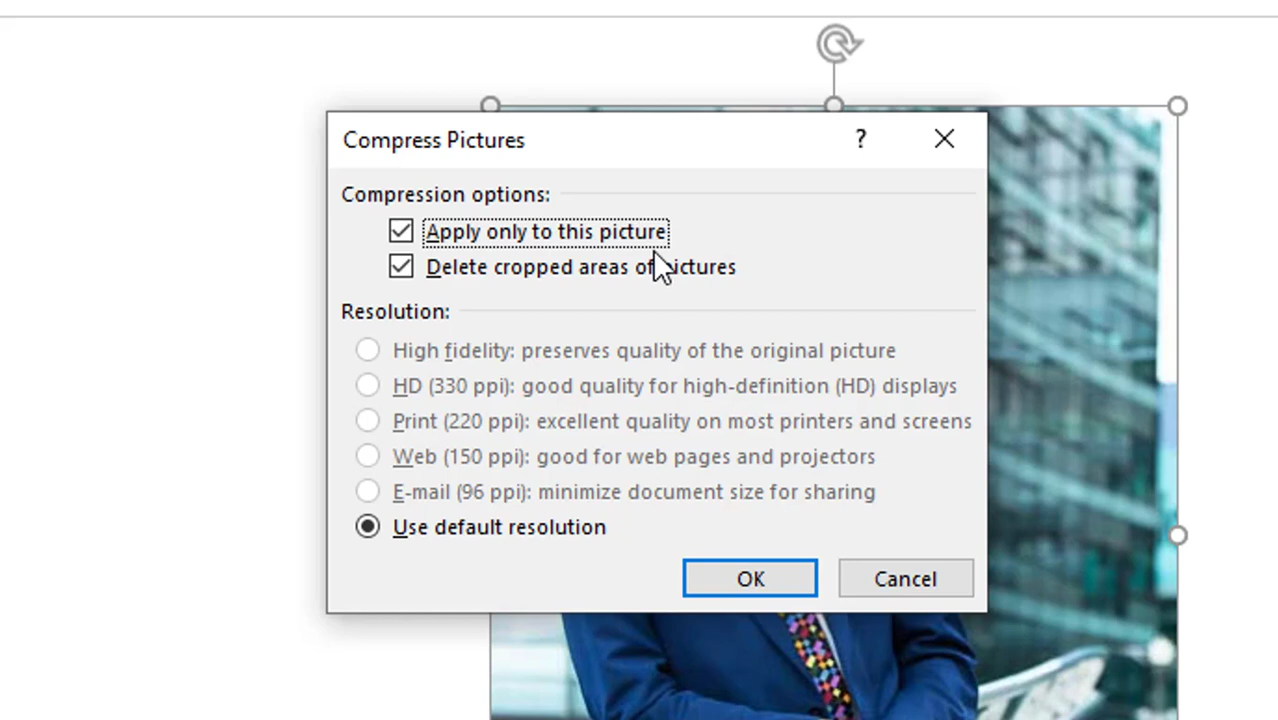 Compress Pictures ?
Compression options:
Apply only to this picture
Delete cropped areas of pictures
Resolution:
High fidelity: preserves quality of the original picture
HD (330 ppi): good quality for high-definition (HD) displays
Print (220 ppi): excellent quality on most printers and screens
Web (150 ppi): good for web pages and projectors
E-mail (96 ppi): minimize document size for sharing
Use default resolution
OK Cancel